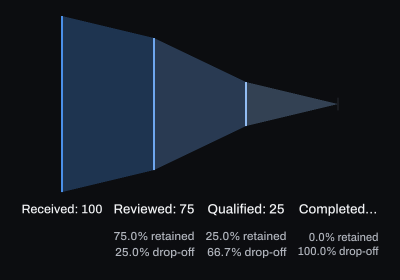 Received: 100
Reviewed: 75
Qualified: 25
Completed…
75.0% retained
25.0% retained
0.0% retained
25.0% drop-off
66.7% drop-off
100.0% drop-off